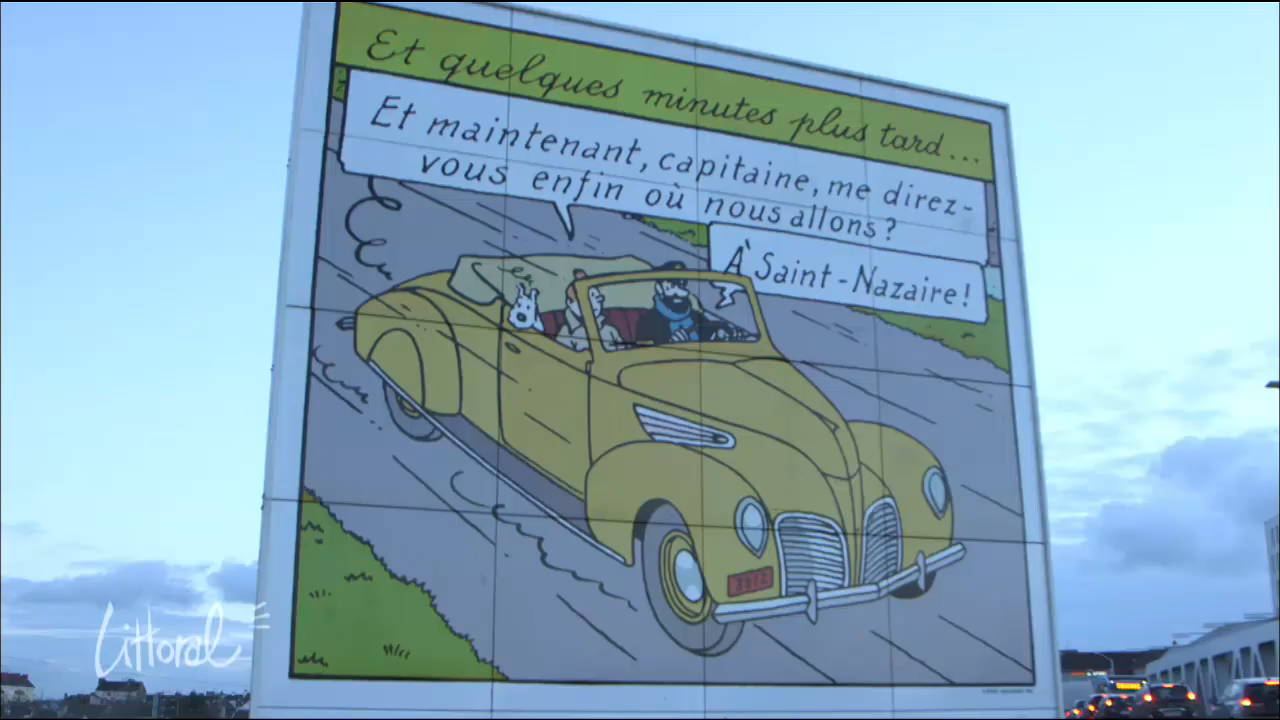 Et quelques minutes plus tard...
Et maintenant, capitaine, me direz-
vous enfin où nous allons?
À Saint-Nazaire!
Littoral